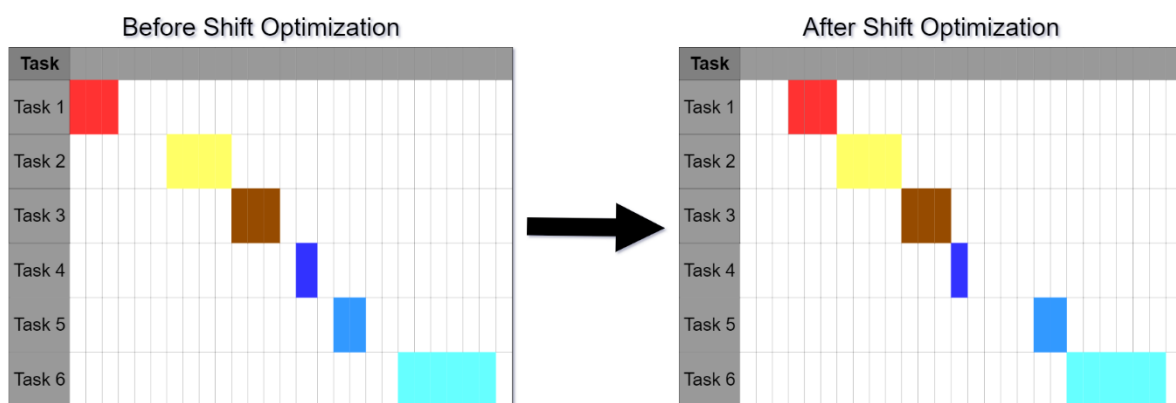 Before Shift Optimization
Task
Task 1
Task 2
Task 3
Task 4
Task 5
Task 6
After Shift Optimization
Task
Task 1
Task 2
Task 3
Task 4
Task 5
Task 6